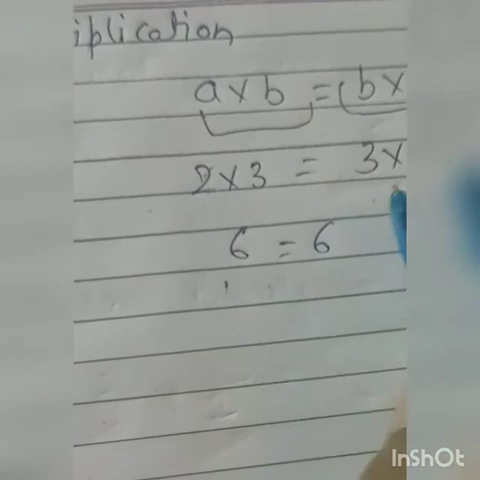 iplication
a x b = (b x
2 x 3 = 3 x
6 = 6
InShOt